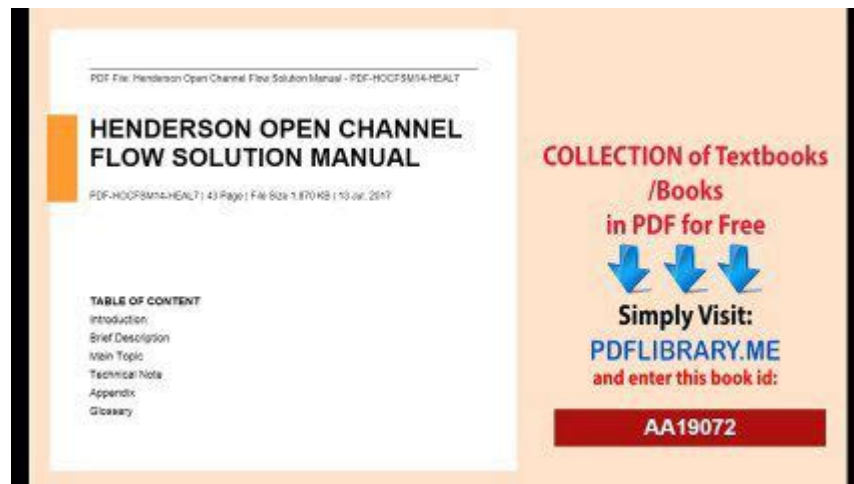 PDF File: Henderson Open Channel Flow Solution Manual - PDF-HOCFSM14-HEAL7
HENDERSON OPEN CHANNEL
FLOW SOLUTION MANUAL
PDF-HOCFSM14-HEAL7 | 43 Page | File Size 1,870 KB | 13 Jul, 2017
TABLE OF CONTENT
Introduction
Brief Description
Main Topic
Technical Note
Appendix
Glossary
COLLECTION of Textbooks
/Books
in PDF for Free
Simply Visit:
PDFLIBRARY.ME
and enter this book id:
AA19072